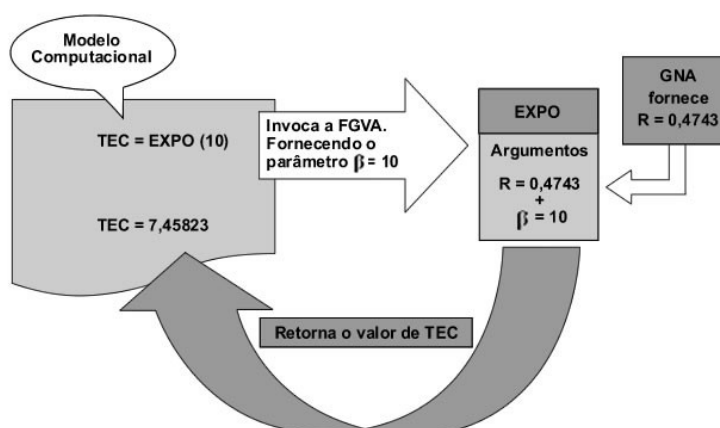 Modelo
Computacional
TEC = EXPO (10)
TEC = 7,45823
Invoca a FGVA.
Fornecendo o
parâmetro β = 10
EXPO
Argumentos
R = 0,4743
+
β = 10
GNA
fornece
R = 0,4743
Retorna o valor de TEC